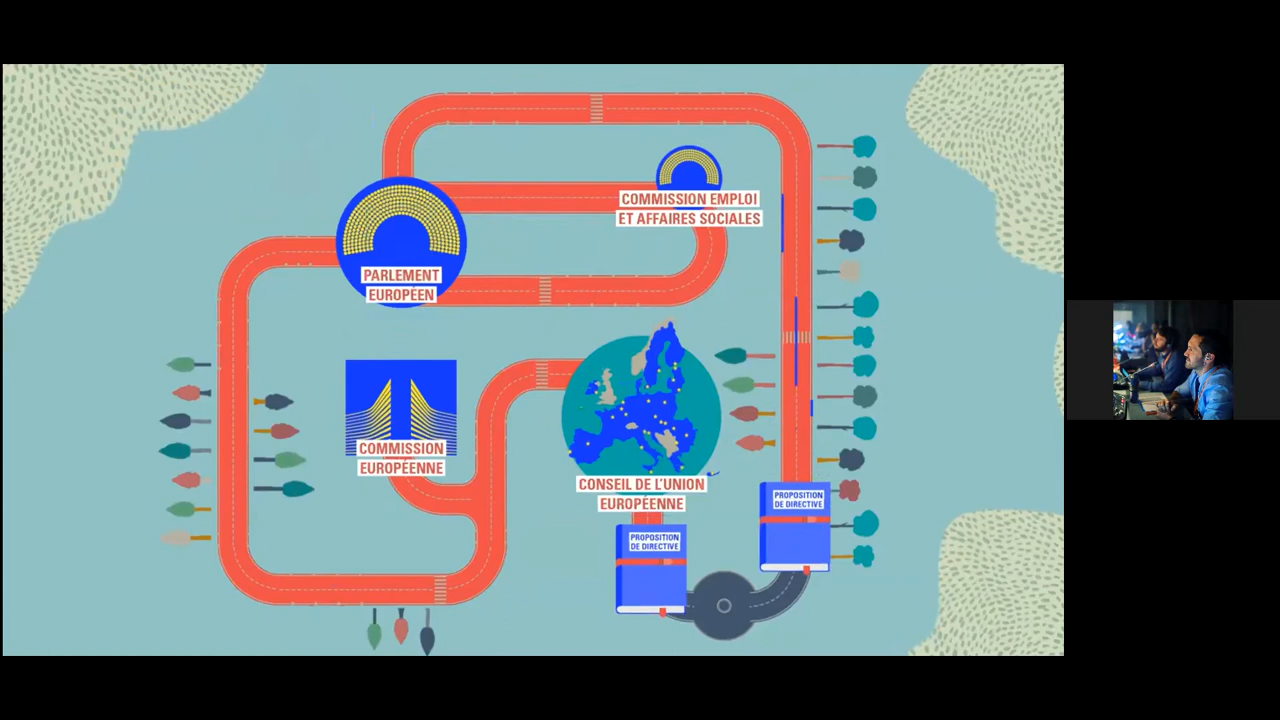 COMMISSION EMPLOI
ET AFFAIRES SOCIALES
PARLEMENT
EUROPÉEN
COMMISSION
EUROPÉENNE
CONSEIL DE L'UNION
EUROPÉENNE
PROPOSITION
DE DIRECTIVE
PROPOSITION
DE DIRECTIVE